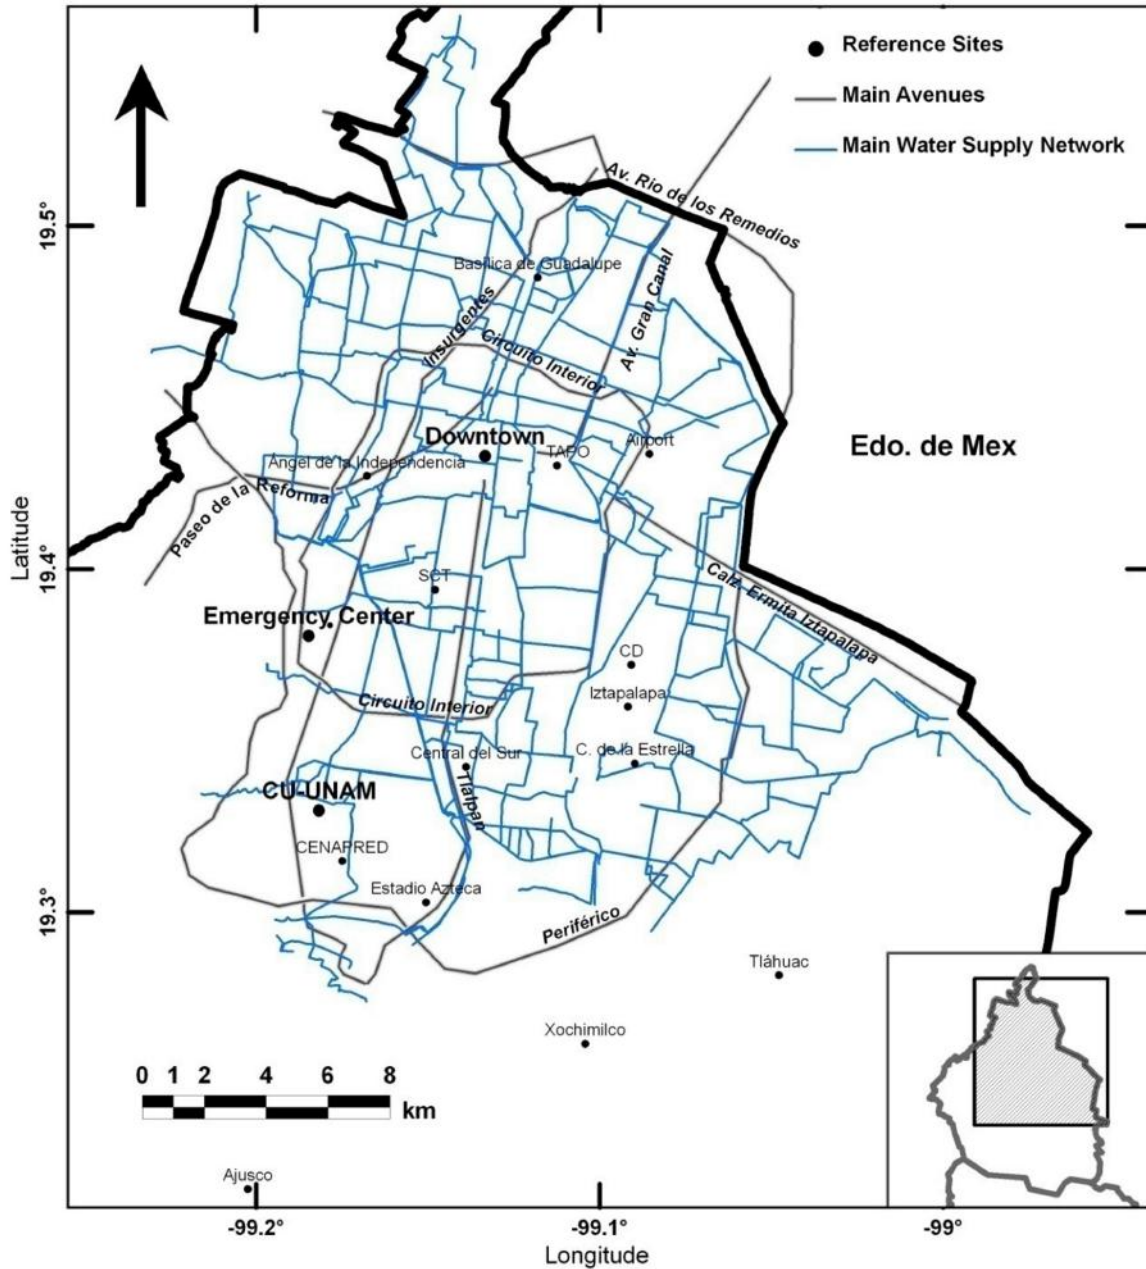 Reference Sites
Main Avenues
Main Water Supply Network
Av. Rio de los Remedios
19.5°
Basílica de Guadalupe
Av. Gran Canal
Insurgentes
Circuito Interior
Downtown
Airport
TAPO
Edo. de Mex
Ángel de la Independencia
Paseo de la Reforma
Latitude
19.4°
SCT
Calz. Ermita Iztapalapa
Emergency Center
CD
Iztapalapa
Circuito Interior
Central del Sur
C. de la Estrella
Tlalpan
CU-UNAM
CENAPRED
Estadio Azteca
19.3°
Periférico
Tláhuac
Xochimilco
0 1 2 4 6 8
km
Ajusco
-99.2° -99.1° -99°
Longitude